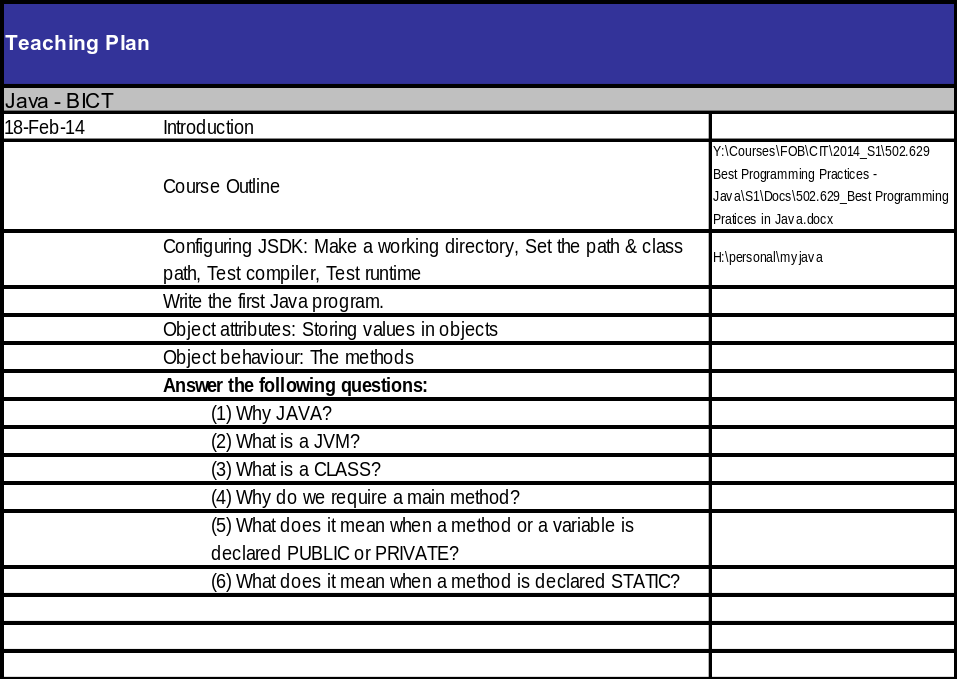 Teaching Plan
Java - BICT
18-Feb-14 Introduction
Course Outline
Y:\Courses\FOB\CIT\2014_S1\502.629
Best Programming Practices -
Java\S1\Docs\502.629_Best Programming
Pratices in Java.docx
Configuring JSDK: Make a working directory, Set the path & class
path, Test compiler, Test runtime
H:\personal\myjava
Write the first Java program.
Object attributes: Storing values in objects
Object behaviour: The methods
Answer the following questions:
(1) Why JAVA?
(2) What is a JVM?
(3) What is a CLASS?
(4) Why do we require a main method?
(5) What does it mean when a method or a variable is
declared PUBLIC or PRIVATE?
(6) What does it mean when a method is declared STATIC?